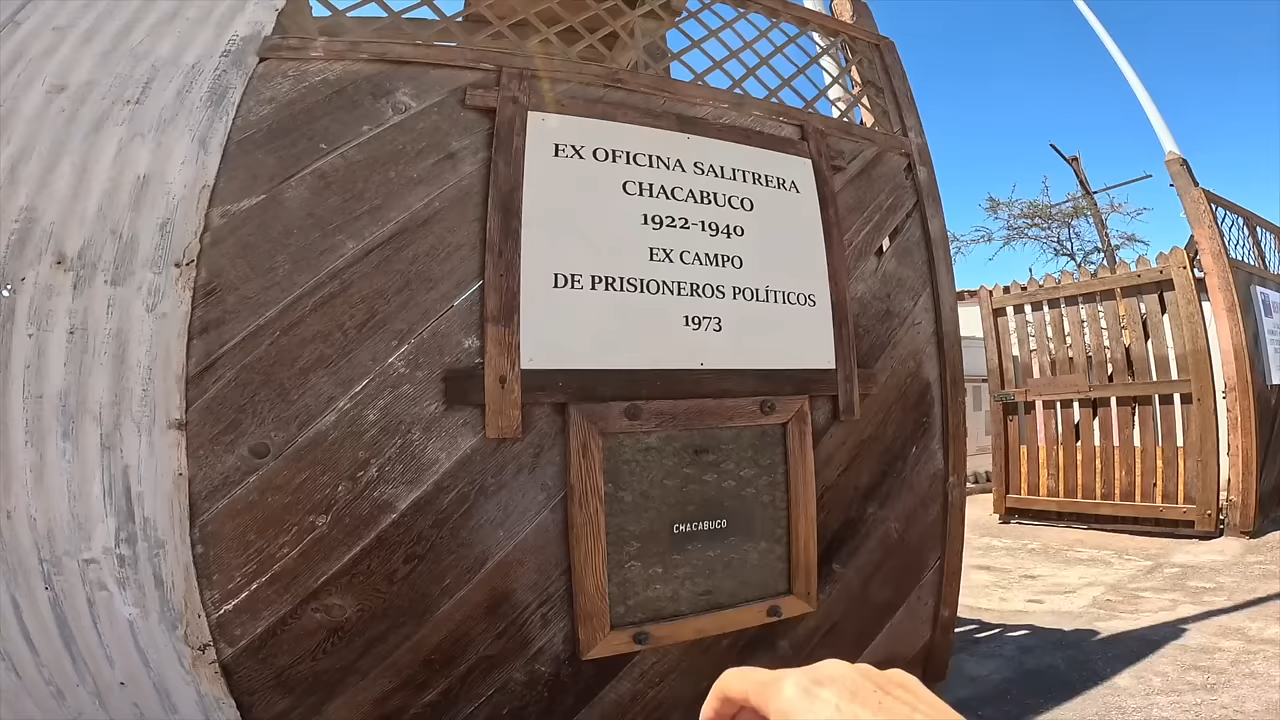 EX OFICINA SALITRERA
CHACABUCO
1922-1940
EX CAMPO
DE PRISIONEROS POLÍTICOS
1973
CHACABUCO